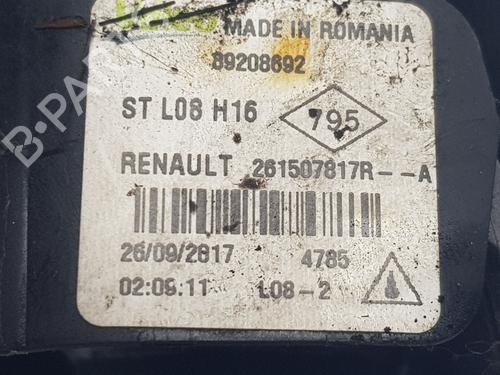 MADE IN ROMANIA
89208692
ST L08 H16
795
RENAULT 261507817R--A
26/09/2017 4785
02:09:11 L08-2
B-PARTS